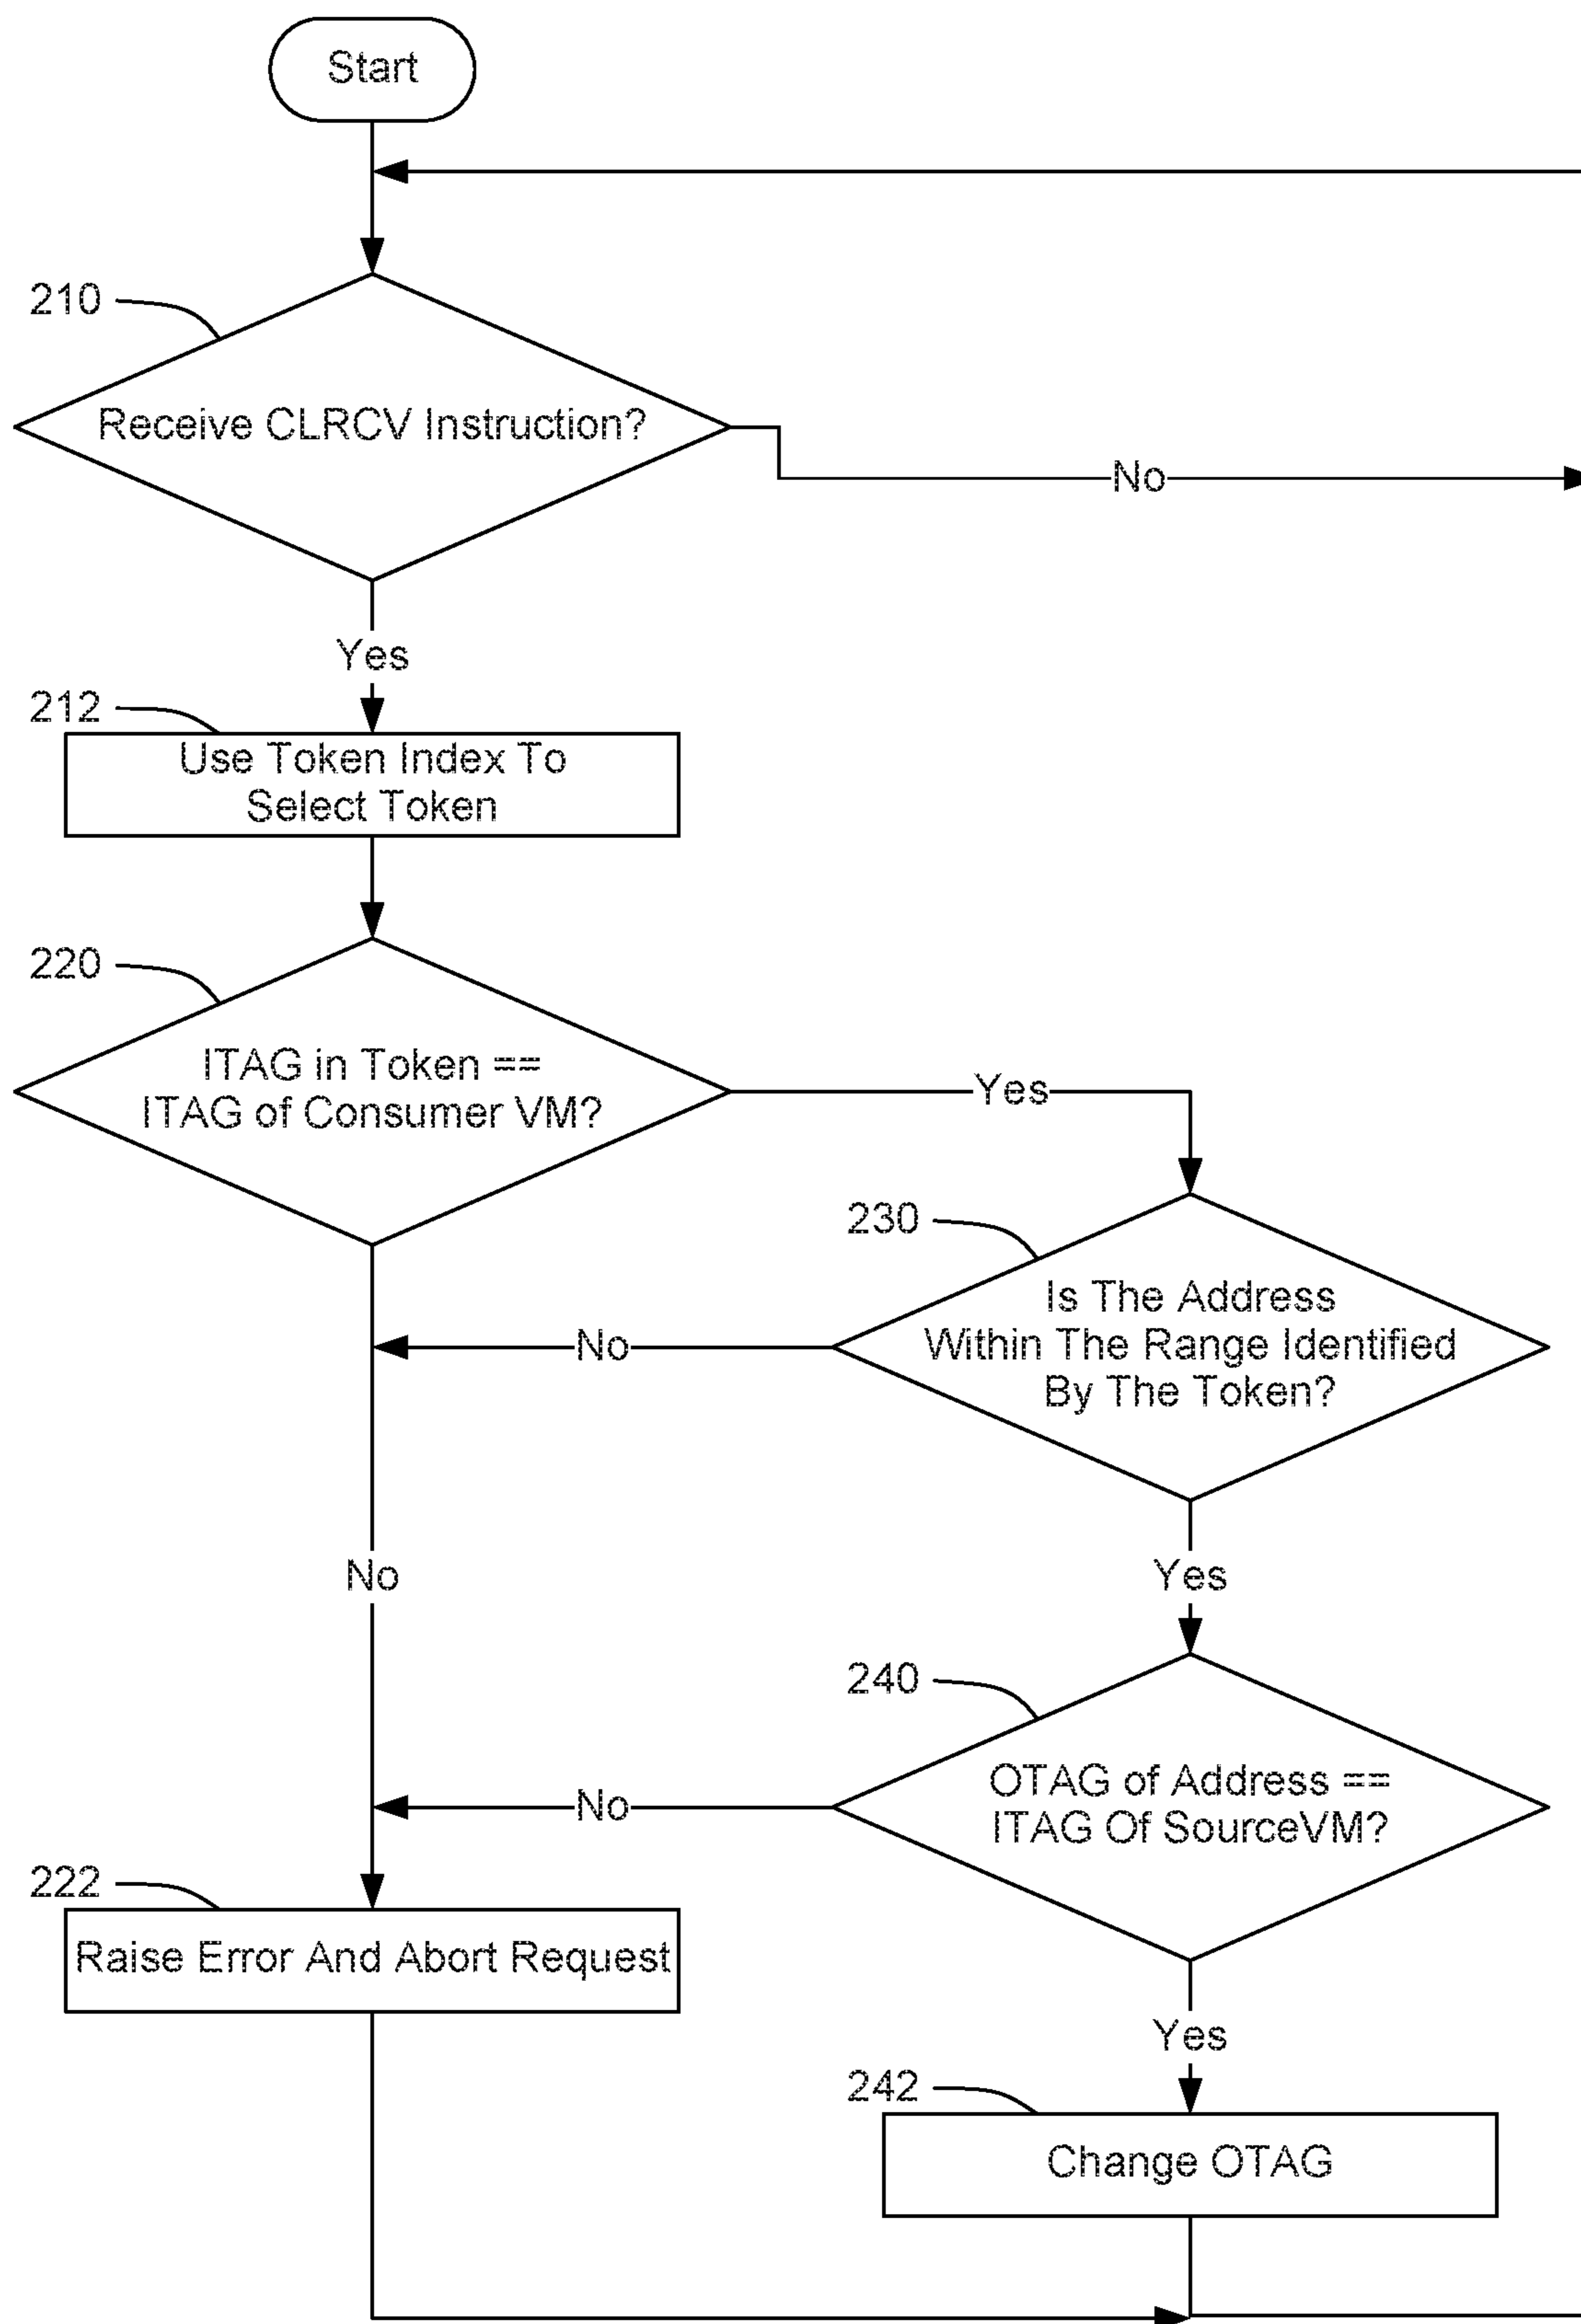 Start
210
Receive CLRCV Instruction?
No
Yes
212
Use Token Index To
Select Token
220
ITAG in Token ==
ITAG of Consumer VM?
Yes
230
Is The Address
Within The Range Identified
By The Token?
No
No
Yes
240
OTAG of Address ==
ITAG Of SourceVM?
No
222
Raise Error And Abort Request
Yes
242
Change OTAG